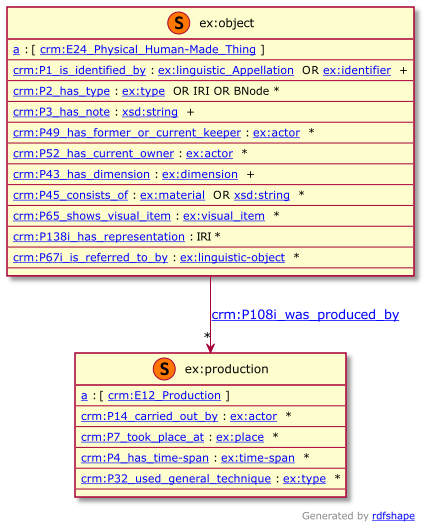 S ex:object
a : [ crm:E24_Physical_Human-Made_Thing ]
crm:P1_is_identified_by : ex:linguistic_Appellation OR ex:identifier +
crm:P2_has_type : ex:type OR IRI OR BNode *
crm:P3_has_note : xsd:string +
crm:P49_has_former_or_current_keeper : ex:actor *
crm:P52_has_current_owner : ex:actor *
crm:P43_has_dimension : ex:dimension +
crm:P45_consists_of : ex:material OR xsd:string *
crm:P65_shows_visual_item : ex:visual_item *
crm:P138i_has_representation : IRI *
crm:P67i_is_referred_to_by : ex:linguistic-object *
crm:P108i_was_produced_by
*
S ex:production
a : [ crm:E12_Production ]
crm:P14_carried_out_by : ex:actor *
crm:P7_took_place_at : ex:place *
crm:P4_has_time-span : ex:time-span *
crm:P32_used_general_technique : ex:type *
Generated by rdfshape